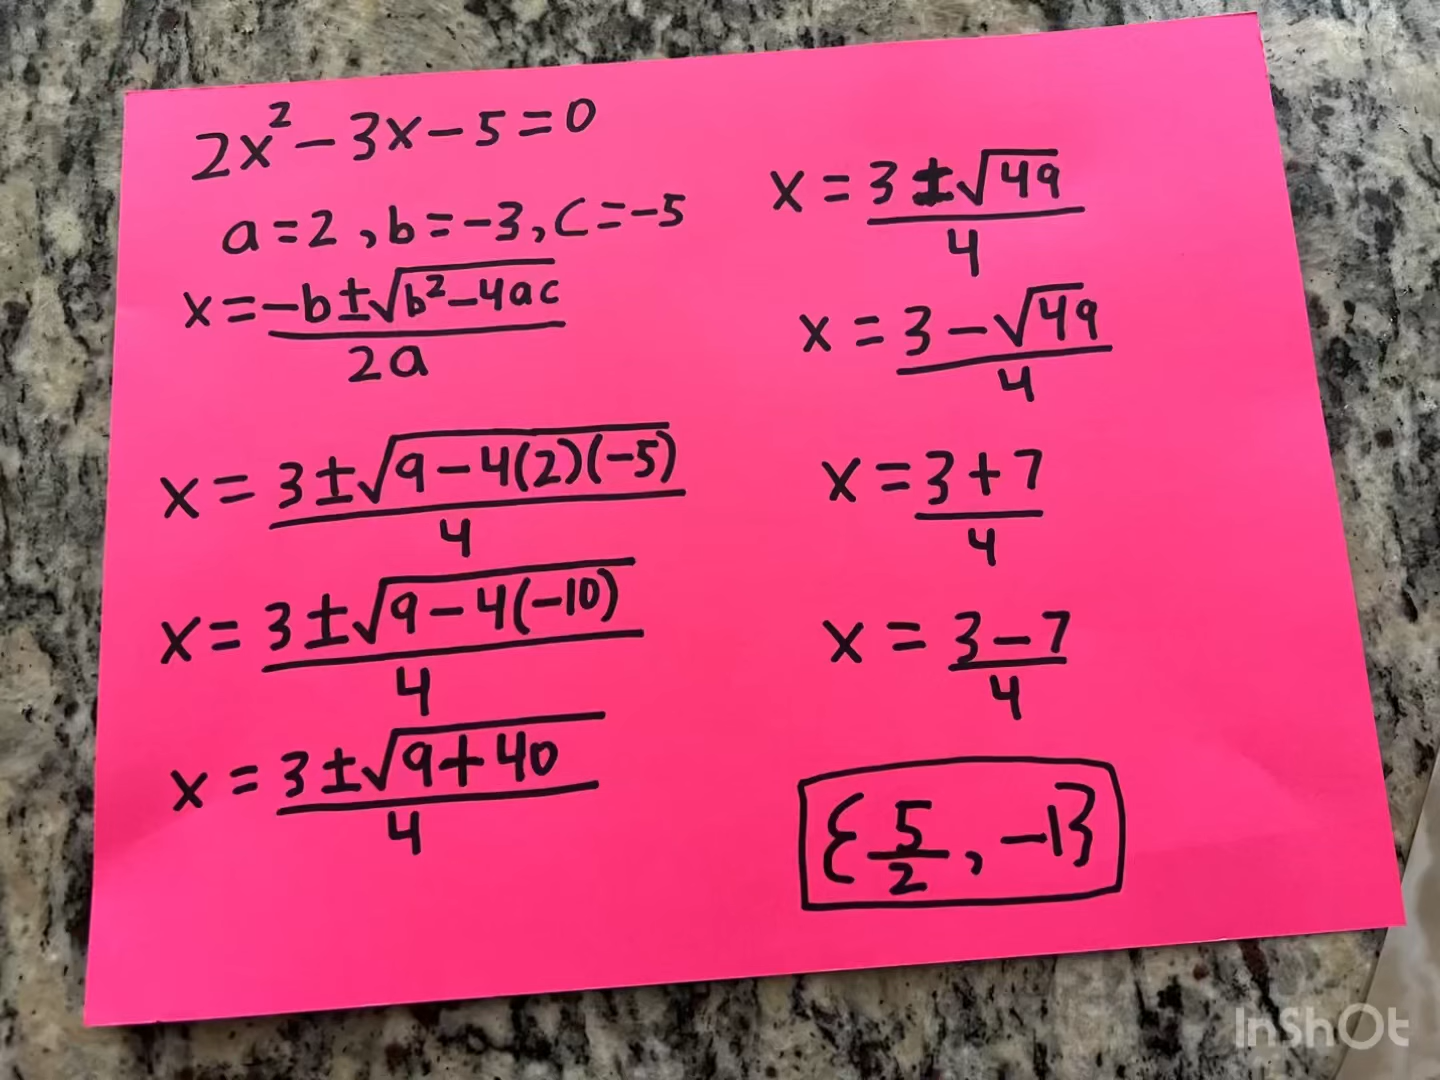 2x² - 3x - 5 = 0
a = 2, b = -3, c = -5
x = -b ± √(b² - 4ac) / 2a
x = 3 ± √(9 - 4(2)(-5)) / 4
x = 3 ± √(9 - 4(-10)) / 4
x = 3 ± √(9 + 40) / 4
x = 3 ± √49 / 4
x = 3 - √49 / 4
x = 3 + 7 / 4
x = 3 - 7 / 4
{5/2, -1}
InShOt